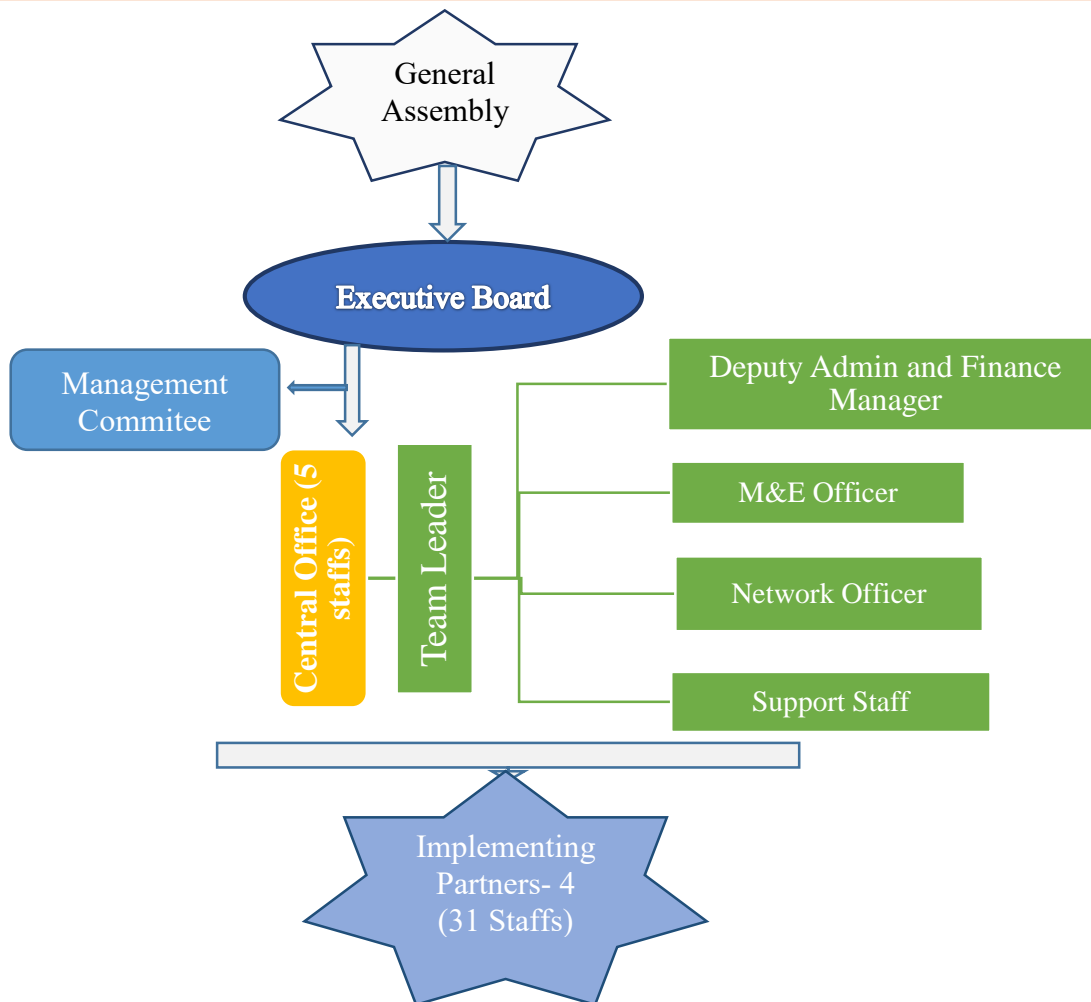 General
Assembly
Executive Board
Management
Commitee
Deputy Admin and Finance
Manager
M&E Officer
Central Office (5
staffs)
Team Leader
Network Officer
Support Staff
Implementing
Partners- 4
(31 Staffs)